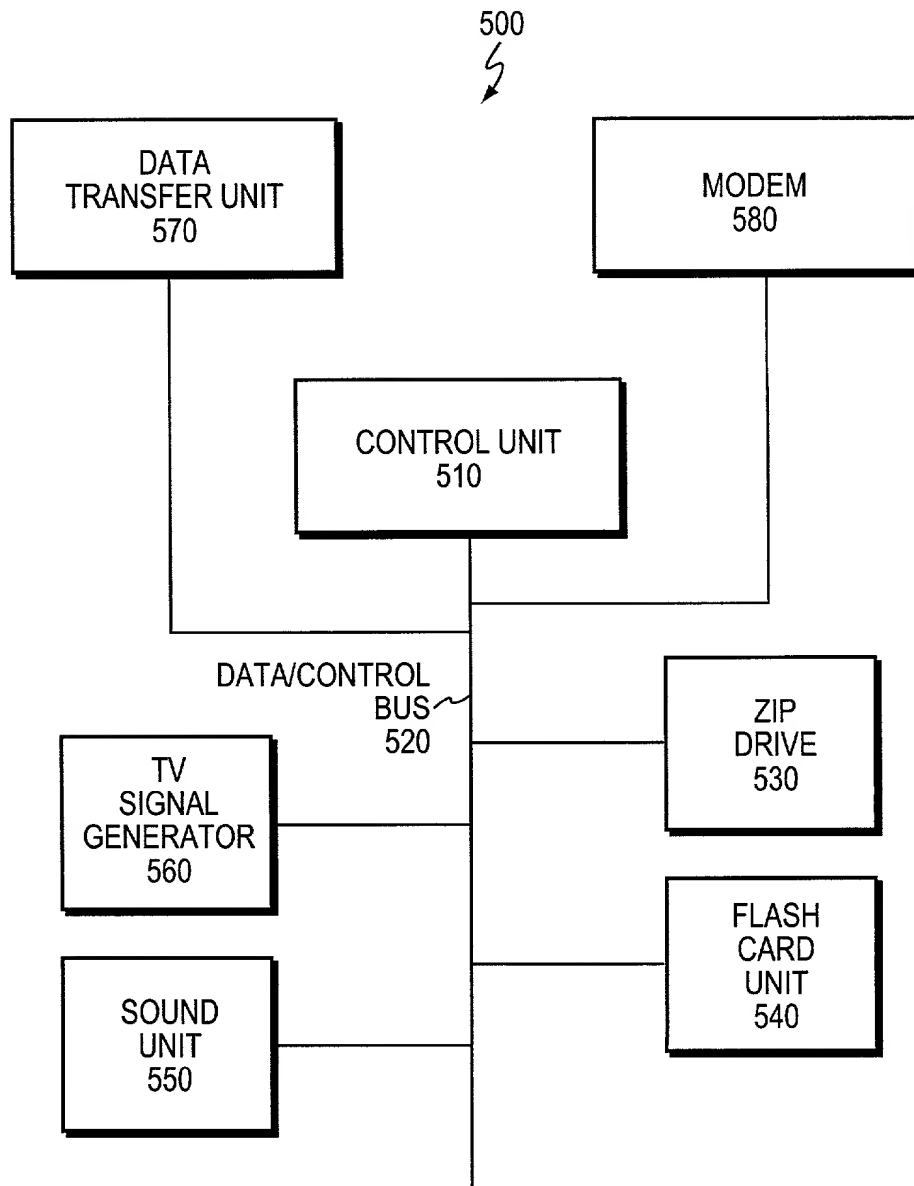 500
DATA
TRANSFER UNIT
570
MODEM
580
CONTROL UNIT
510
DATA/CONTROL
BUS
520
ZIP
DRIVE
530
TV
SIGNAL
GENERATOR
560
FLASH
CARD
UNIT
540
SOUND
UNIT
550